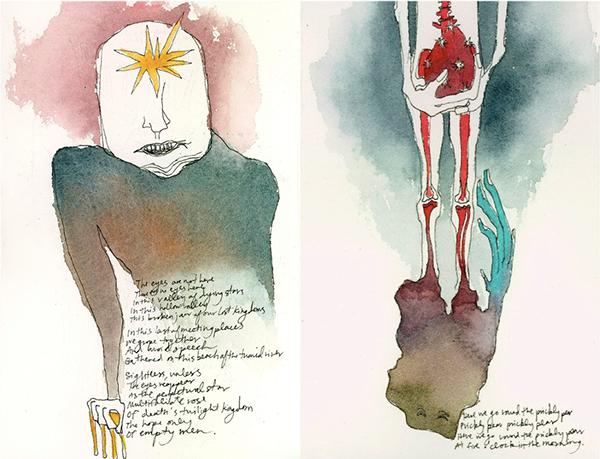 The eyes are not here
There are no eyes here
In this valley of dying stars
In this hollow valley
this broken jaw of our lost kingdoms
In this last of meeting places
we grope together
And avoid speech
Gathered on this beach of the tumid river
Sightless, unless
The eyes reappear
As the perpetual star
Multifoliate rose
Of death's twilight kingdom
The hope only
Of empty men.
Here we go round the prickly pear
Prickly pear prickly pear
Here we go round the prickly pear
At five o'clock in the morning.